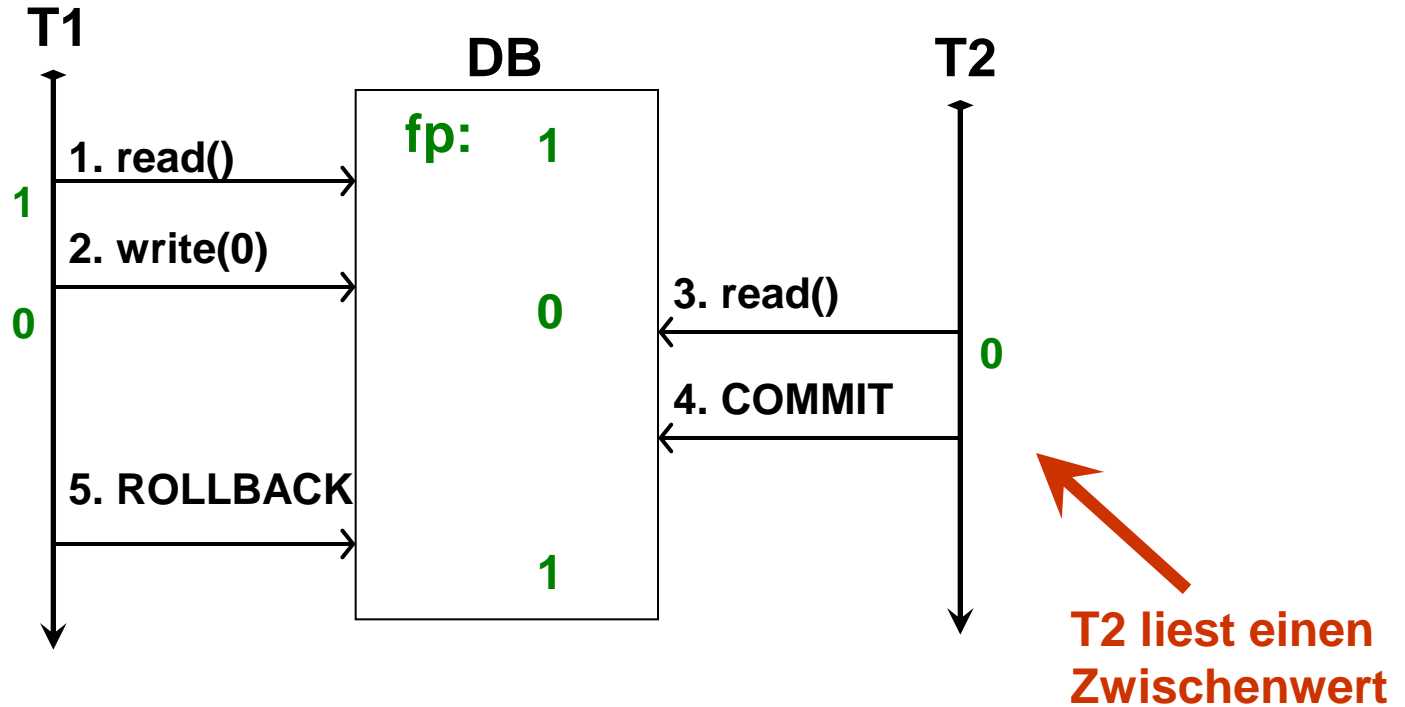 T1
DB
T2
fp: 1
1. read()
1
2. write(0)
3. read()
0
0
0
4. COMMIT
5. ROLLBACK
1
T2 liest einen
Zwischenwert